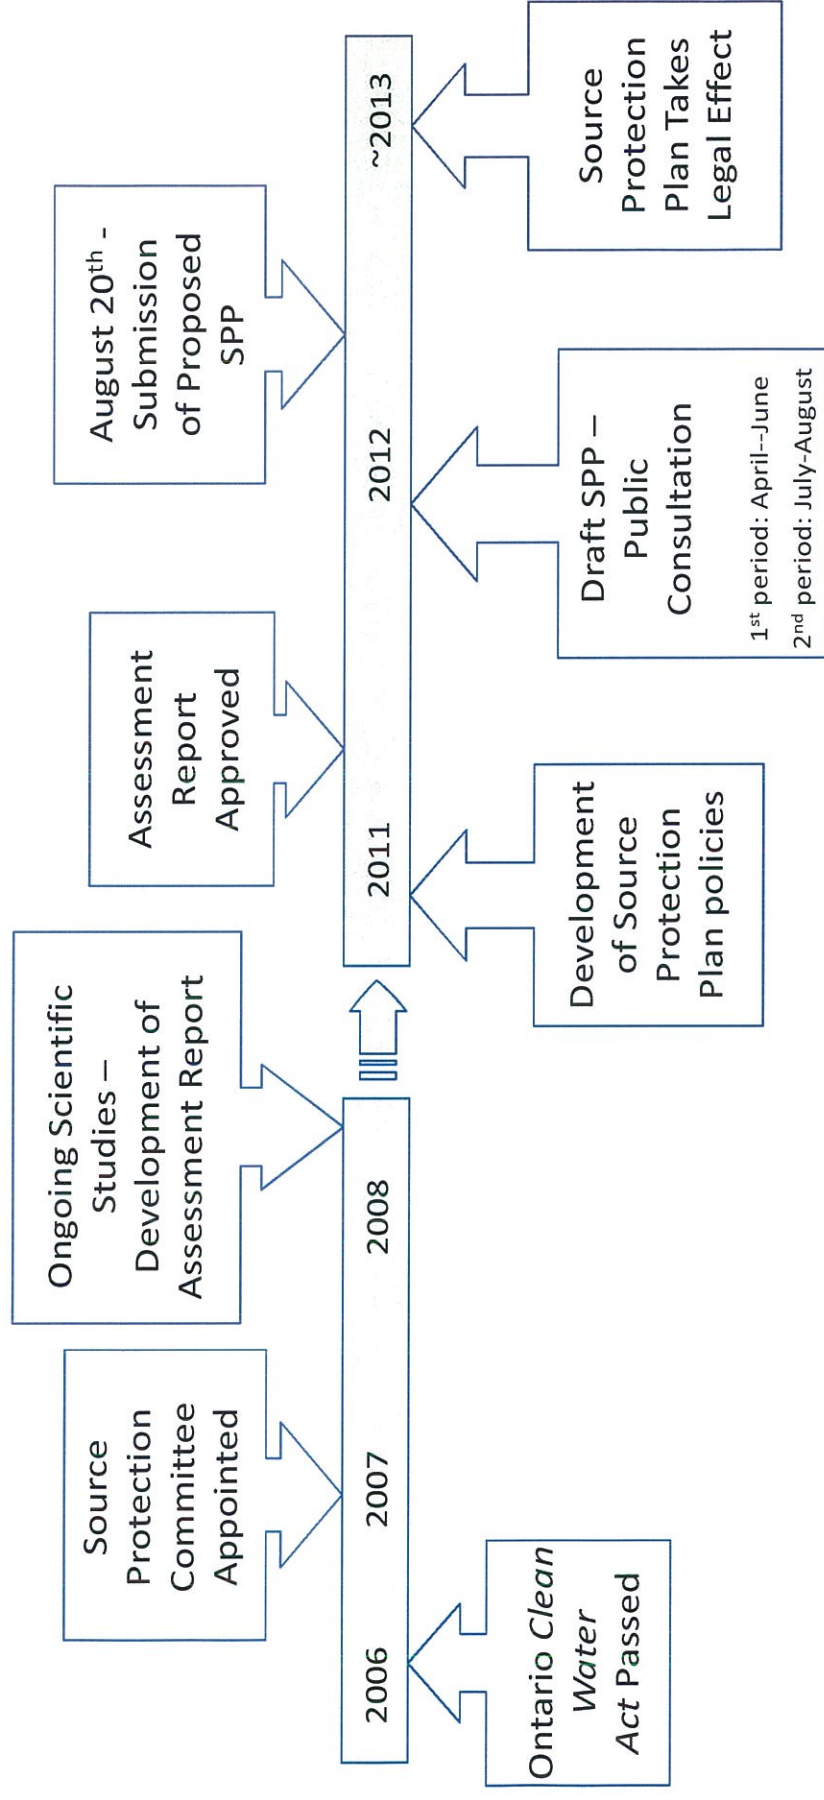 Source
Protection
Committee
Appointed
Ongoing Scientific
Studies –
Development of
Assessment Report
Assessment
Report
Approved
August 20th -
Submission
of Proposed
SPP
2006
2007
2008
2011
2012
~2013
Ontario Clean
Water
Act Passed
Development
of Source
Protection
Plan policies
Draft SPP –
Public
Consultation
1st period: April--June
2nd period: July-August
Source
Protection
Plan Takes
Legal Effect